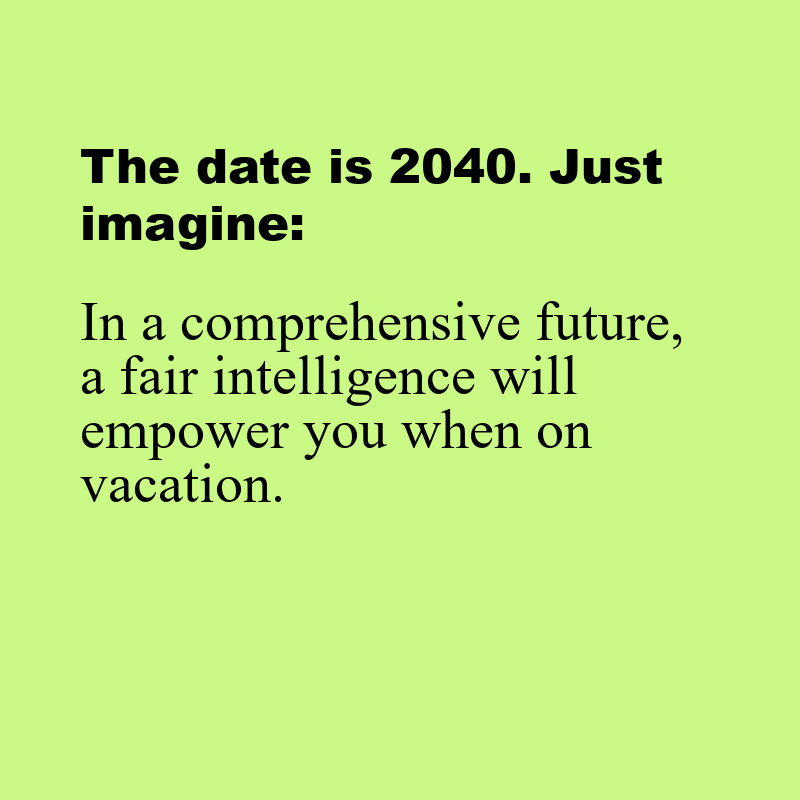 The date is 2040. Just
imagine:
In a comprehensive future,
a fair intelligence will
empower you when on
vacation.